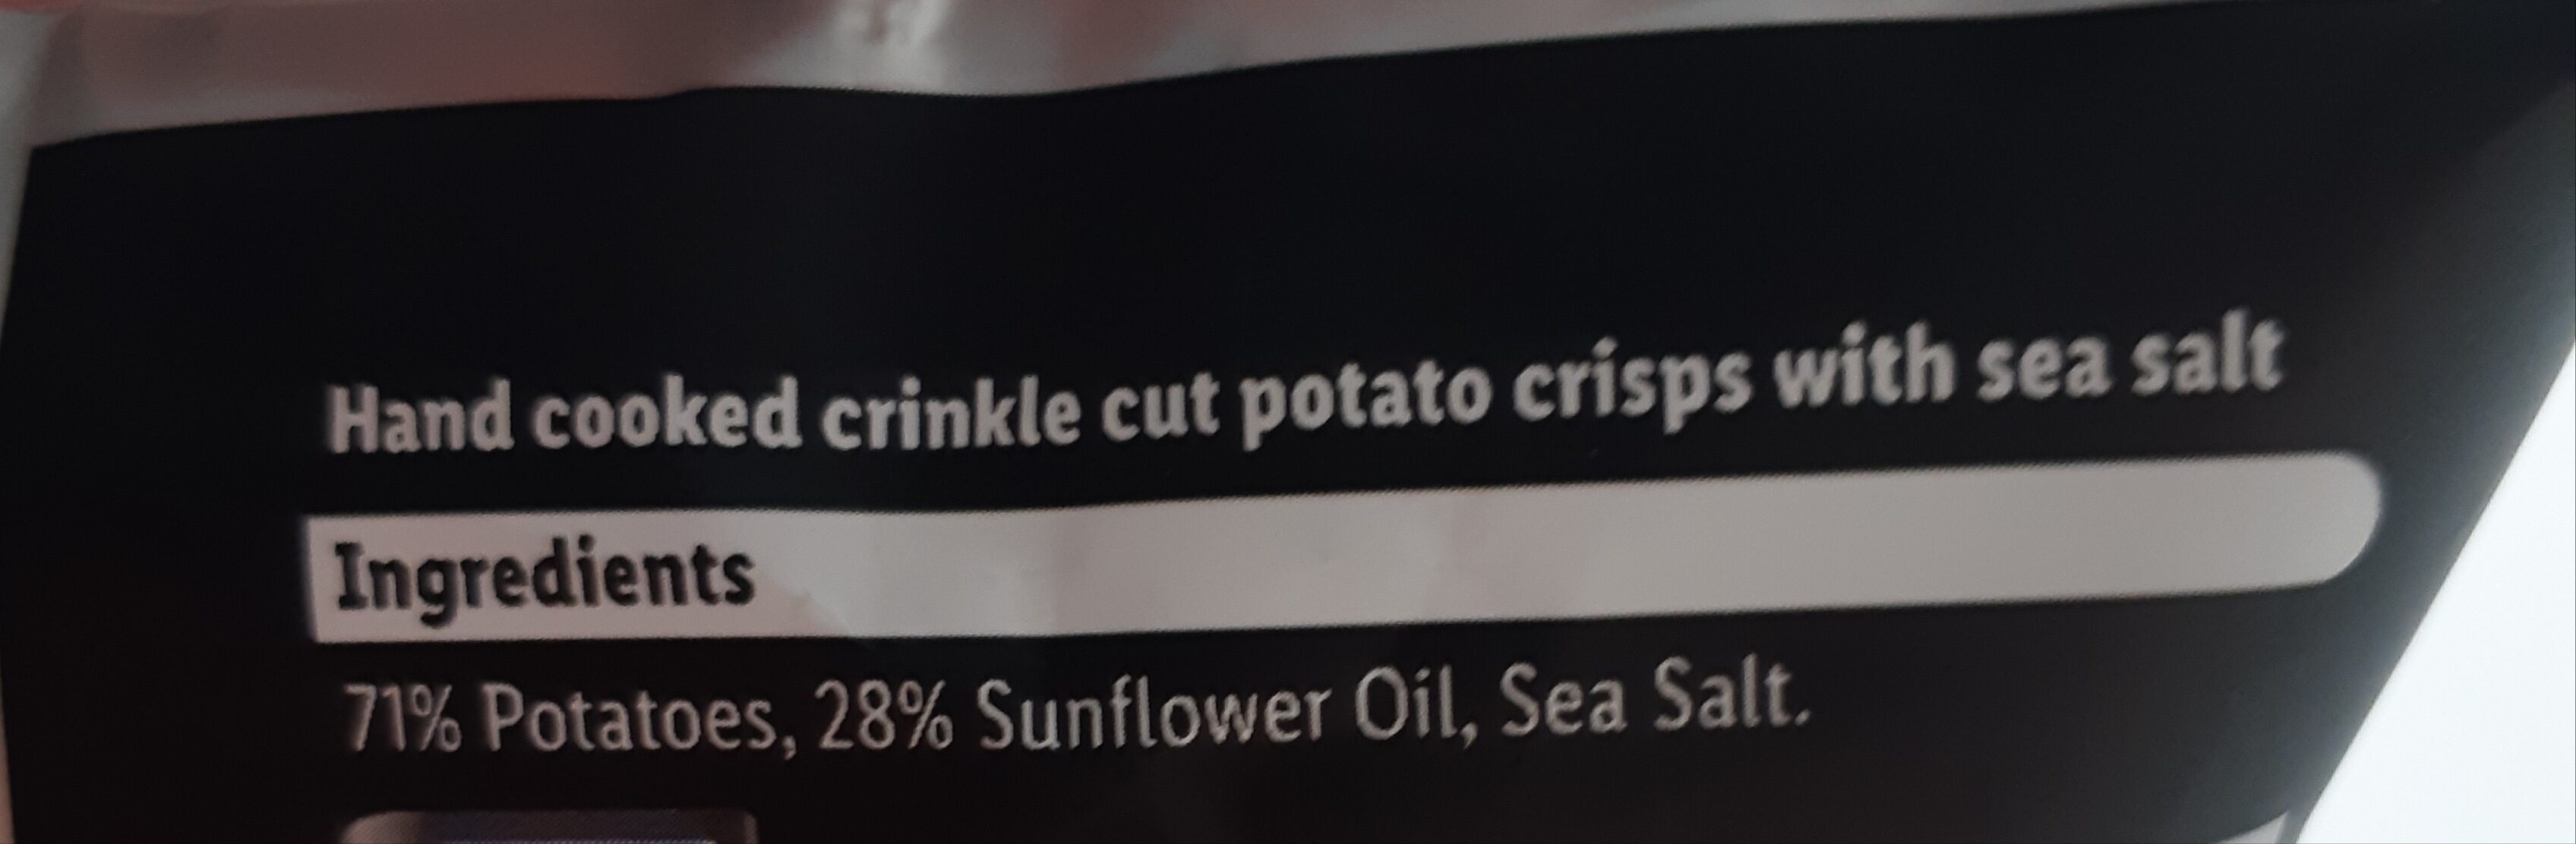 Hand cooked crinkle cut potato crisps with sea salt
Ingredients
71% Potatoes, 28% Sunflower Oil, Sea Salt.